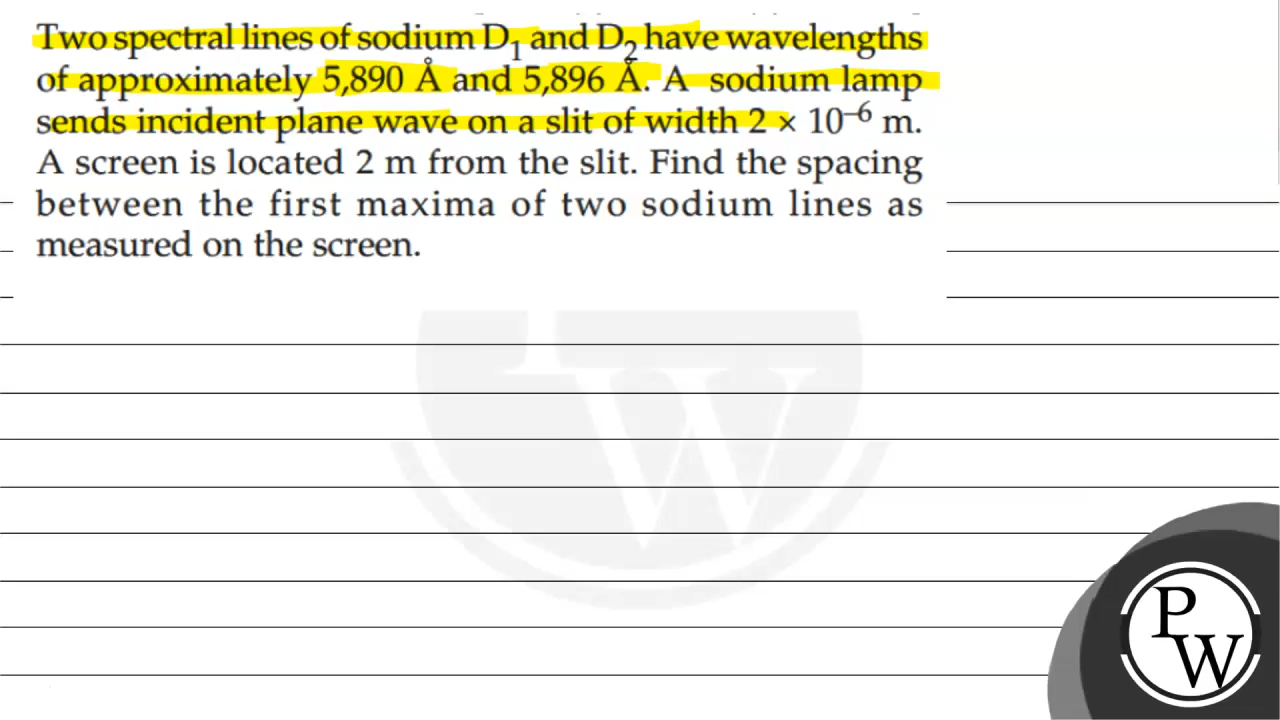 Two spectral lines of sodium D₁ and D₂ have wavelengths
of approximately 5,890 Å and 5,896 Å. A sodium lamp
sends incident plane wave on a slit of width 2 × 10⁻⁶ m.
A screen is located 2 m from the slit. Find the spacing
between the first maxima of two sodium lines as
measured on the screen.
W
P
W